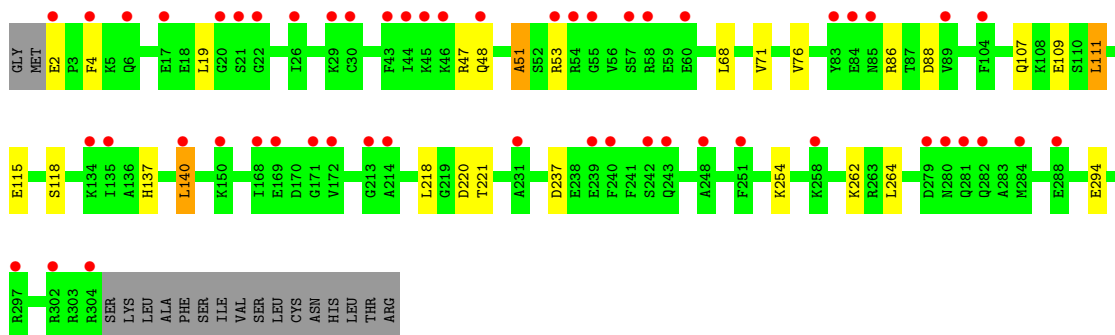 GLY MET E2 P3 F4 K5 Q6 E17 E18 L19 G20 S21 G22 I26 K29 C30 F43 I44 K45 K46 R47 Q48 A51 S52 R53 R54 G55 V56 S57 R58 E59 E60 L68 V71 V76 Y83 E84 N85 R86 T87 D88 V89 F104 Q107 K108 E109 S110 L111
E115 S118 K134 I135 A136 H137 L140 K150 I168 E169 D170 G171 V172 G213 A214 L218 G219 D220 T221 A231 D237 E238 E239 F240 F241 S242 Q243 A248 F251 K254 K258 K262 R263 L264 D279 N280 Q281 Q282 A283 M284 E288 E294
R297 R302 R303 R304 SER LYS LEU ALA PHE SER ILE VAL SER LEU CYS ASN HIS LEU THR ARG